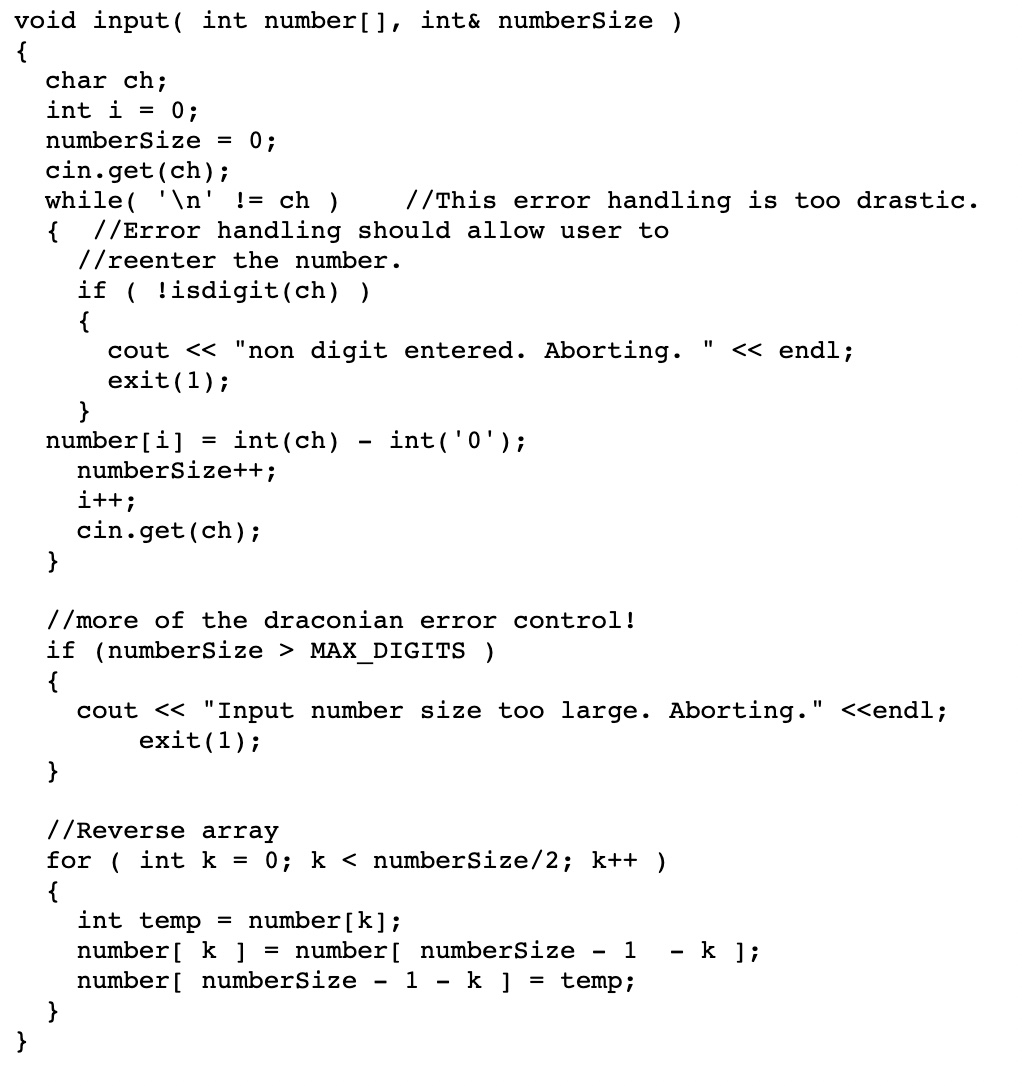 void input( int number[], int& numberSize )
{
  char ch;
  int i = 0;
  numberSize = 0;
  cin.get(ch);
  while( '\n' != ch )    //This error handling is too drastic.
  {  //Error handling should allow user to
    //reenter the number.
    if ( !isdigit(ch) )
    {
      cout << "non digit entered. Aborting. " << endl;
      exit(1);
    }
  number[i] = int(ch) - int('0');
    numberSize++;
    i++;
    cin.get(ch);
  }

  //more of the draconian error control!
  if (numberSize > MAX_DIGITS )
  {
    cout << "Input number size too large. Aborting." <<endl;
        exit(1);
  }

  //Reverse array
  for ( int k = 0; k < numberSize/2; k++ )
  {
    int temp = number[k];
    number[ k ] = number[ numberSize - 1  - k ];
    number[ numberSize - 1 - k ] = temp;
  }
}